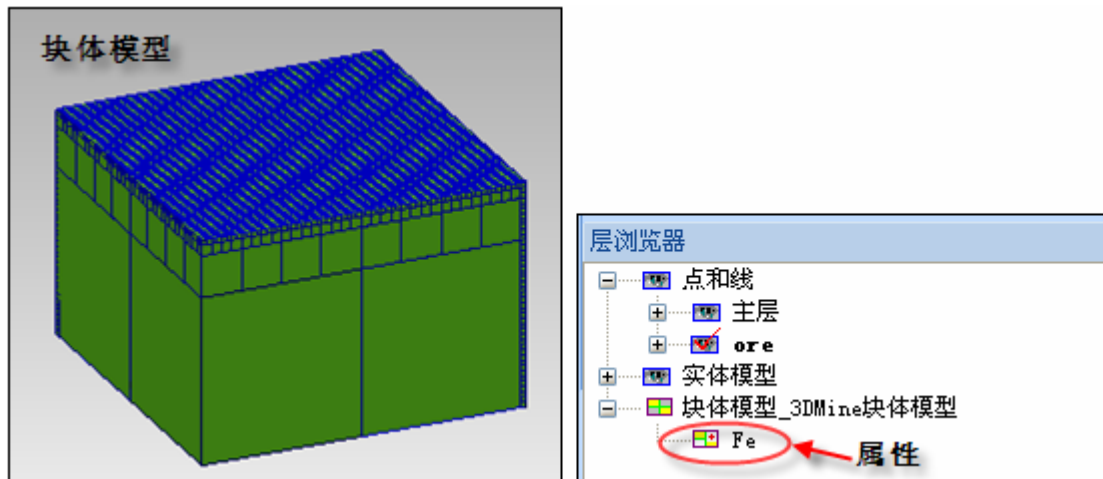 块体模型
层浏览器
点和线
主层
ore
实体模型
块体模型_3DMine块体模型
Fe
属性